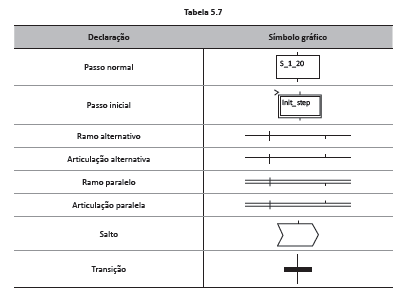 Tabela 5.7
Declaração Símbolo gráfico
Passo normal S_1_20
Passo inicial Init_step
Ramo alternativo
Articulação alternativa
Ramo paralelo
Articulação paralela
Salto
Transição